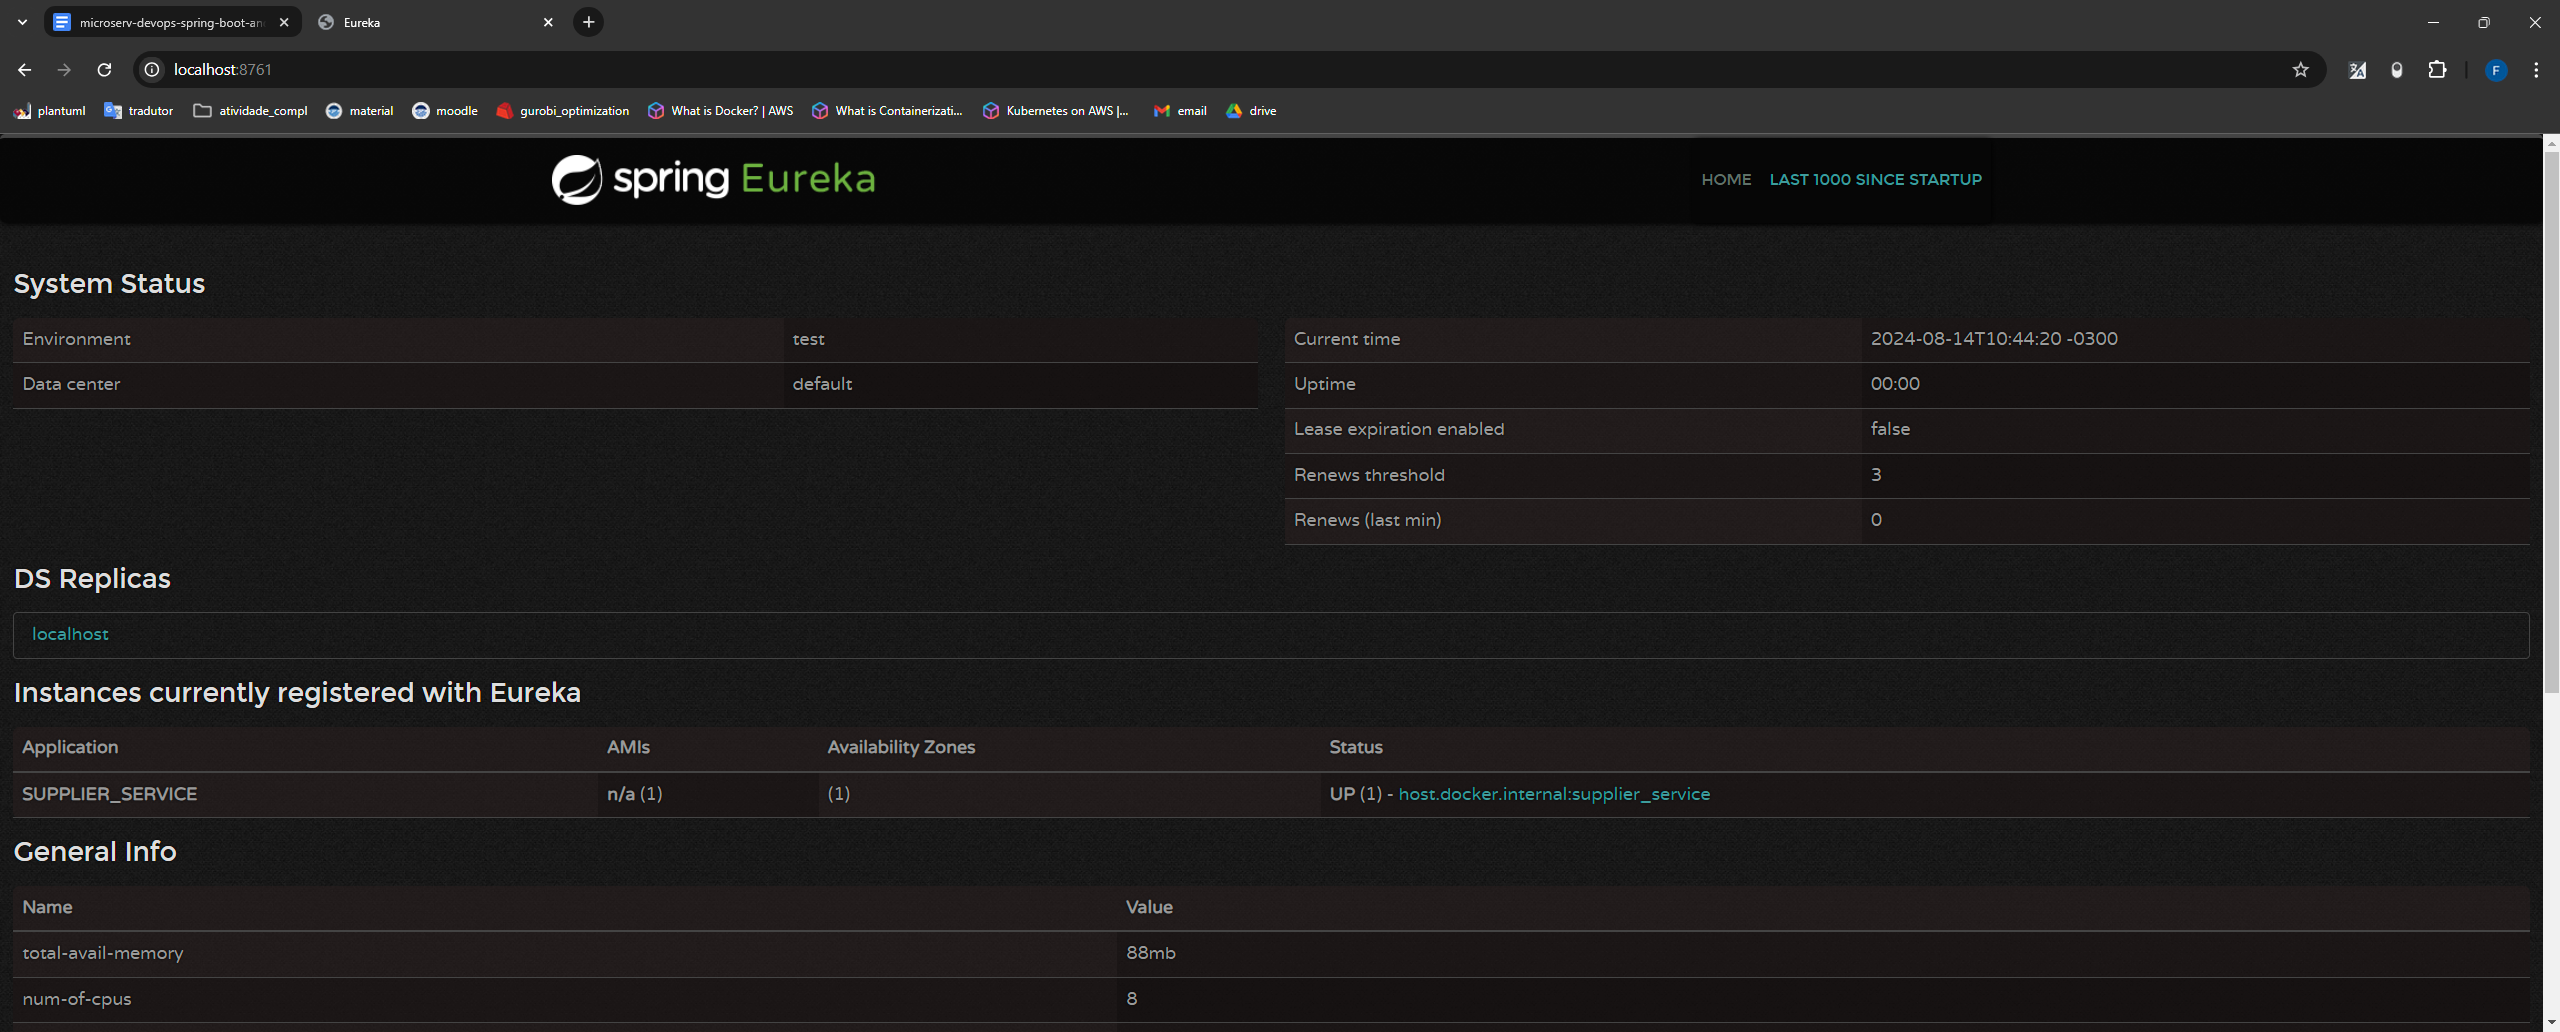 microserv-devops-spring-boot-an
Eureka
localhost:8761
plantuml
tradutor
atividade_compl
material
moodle
gurobi_optimization
What is Docker? | AWS
What is Containerizati...
Kubernetes on AWS |...
email
drive
F
spring Eureka
HOME
LAST 1000 SINCE STARTUP
System Status
Environment test
Data center default
Current time 2024-08-14T10:44:20 -0300
Uptime 00:00
Lease expiration enabled false
Renews threshold 3
Renews (last min) 0
DS Replicas
localhost
Instances currently registered with Eureka
Application AMIs Availability Zones Status
SUPPLIER_SERVICE n/a (1) (1) UP (1) - host.docker.internal:supplier_service
General Info
Name Value
total-avail-memory 88mb
num-of-cpus 8